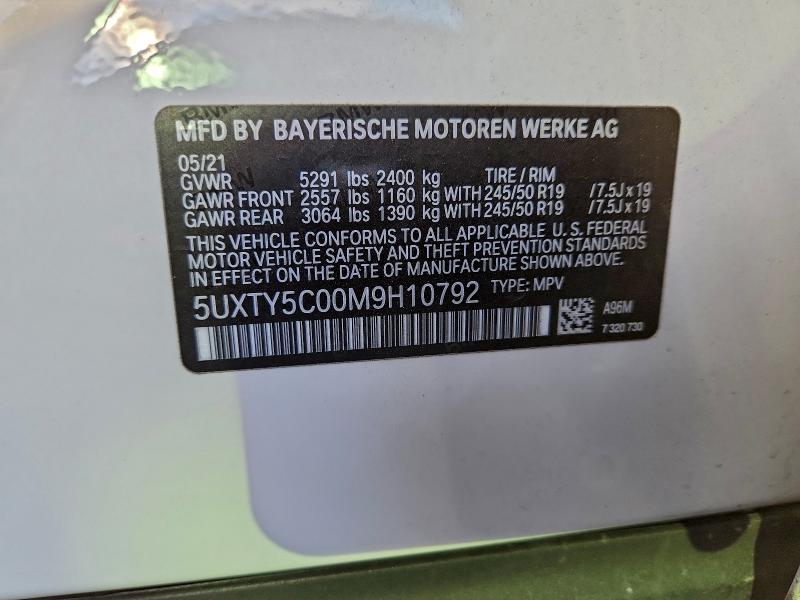 MFD BY BAYERISCHE MOTOREN WERKE AG
05/21 TIRE / RIM
GVWR 5291 lbs 2400 kg
GAWR FRONT 2557 lbs 1160 kg WITH 245/50 R19 /7.5J x 19
GAWR REAR 3064 lbs 1390 kg WITH 245/50 R19 /7.5J x 19
THIS VEHICLE CONFORMS TO ALL APPLICABLE U. S. FEDERAL
MOTOR VEHICLE SAFETY AND THEFT PREVENTION STANDARDS
IN EFFECT ON THE DATE OF MANUFACTURE SHOWN ABOVE.
5UXTY5C00M9H10792 TYPE: MPV
A96M
7 320 730